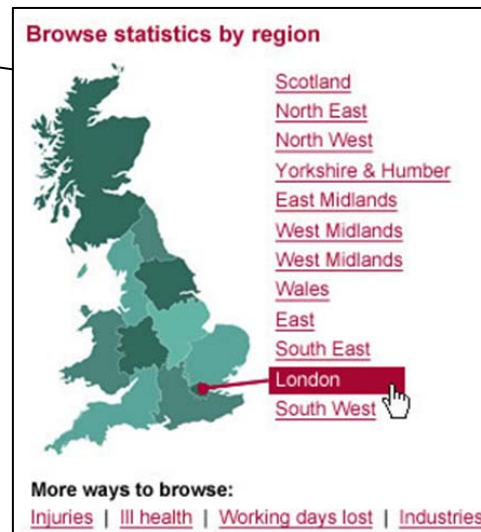 Browse statistics by region
Scotland
North East
North West
Yorkshire & Humber
East Midlands
West Midlands
West Midlands
Wales
East
South East
London
South West
More ways to browse:
Injuries | Ill health | Working days lost | Industries